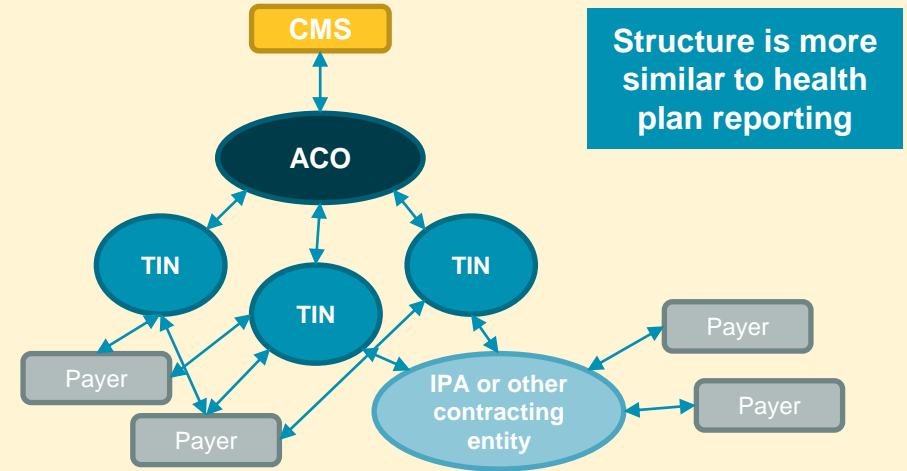 CMS
Structure is more
similar to health
plan reporting
ACO
TIN
TIN
TIN
Payer
Payer
IPA or other
contracting
entity
Payer
Payer